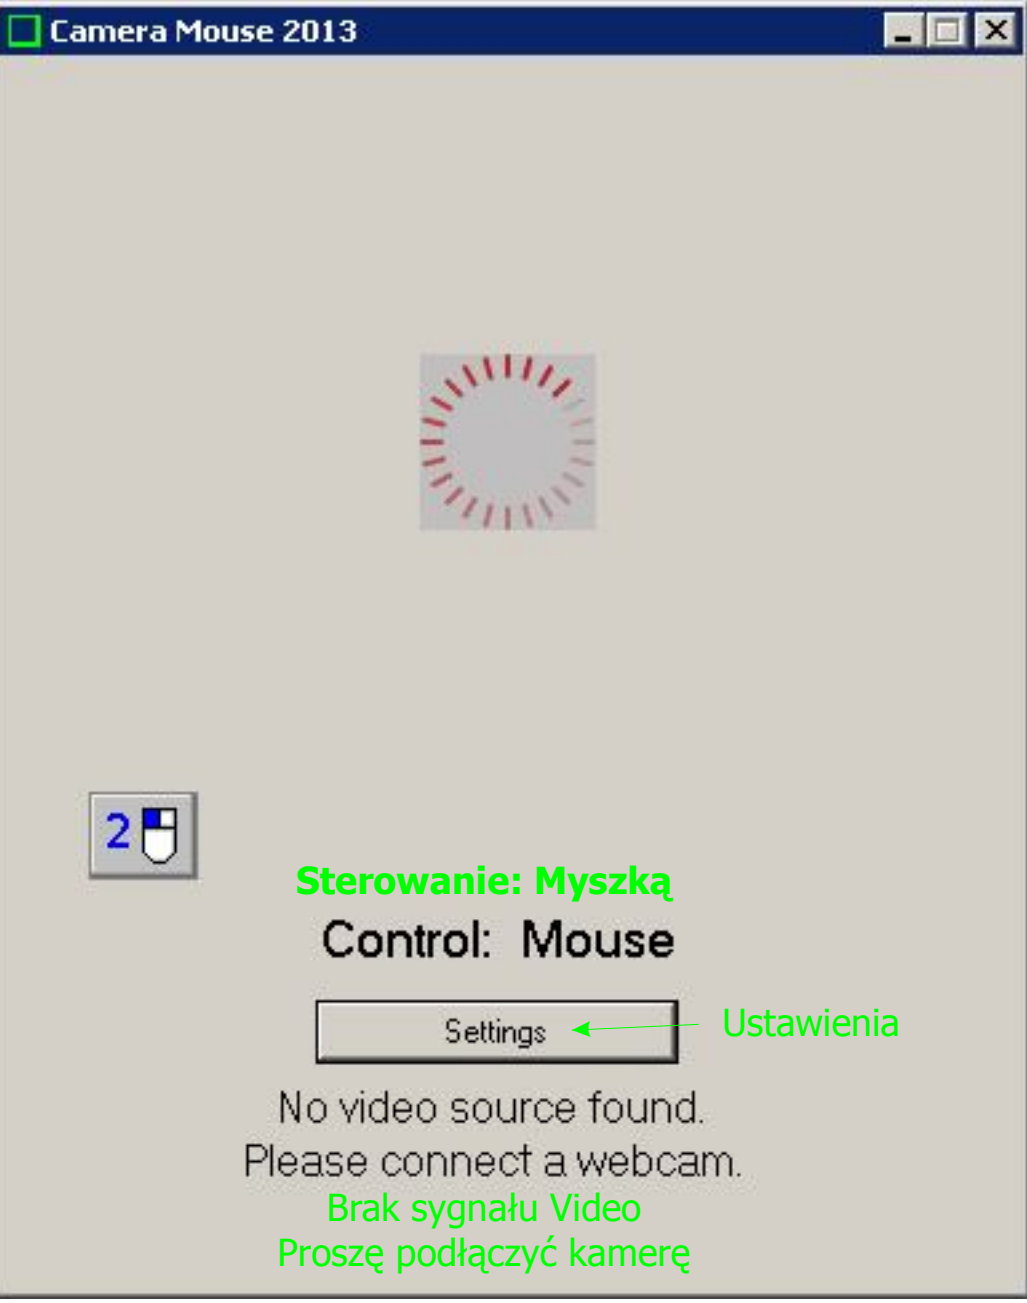 Camera Mouse 2013
2
Sterowanie: Myszką
Control: Mouse
Settings
Ustawienia
No video source found.
Please connect a webcam.
Brak sygnału Video
Proszę podłączyć kamerę